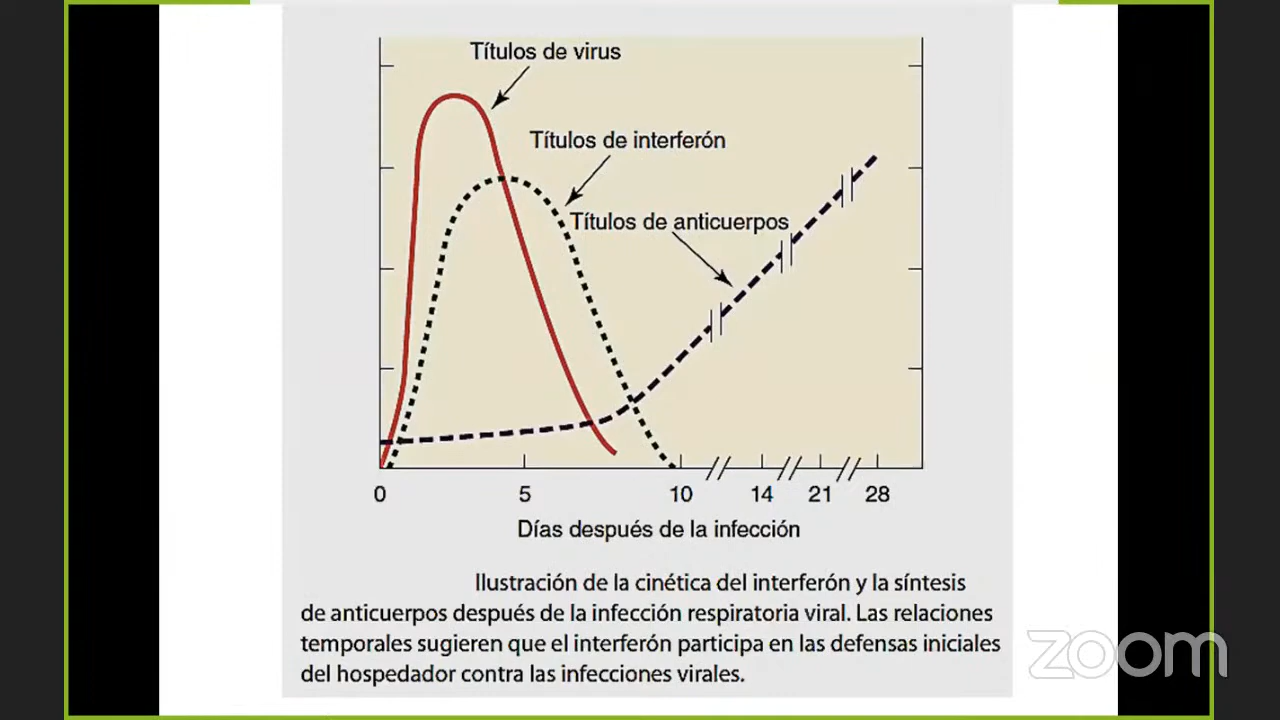 Títulos de virus
Títulos de interferón
Títulos de anticuerpos
0 5 10 14 21 28
Días después de la infección
Ilustración de la cinética del interferón y la síntesis
de anticuerpos después de la infección respiratoria viral. Las relaciones
temporales sugieren que el interferón participa en las defensas iniciales
del hospedador contra las infecciones virales.
zoom